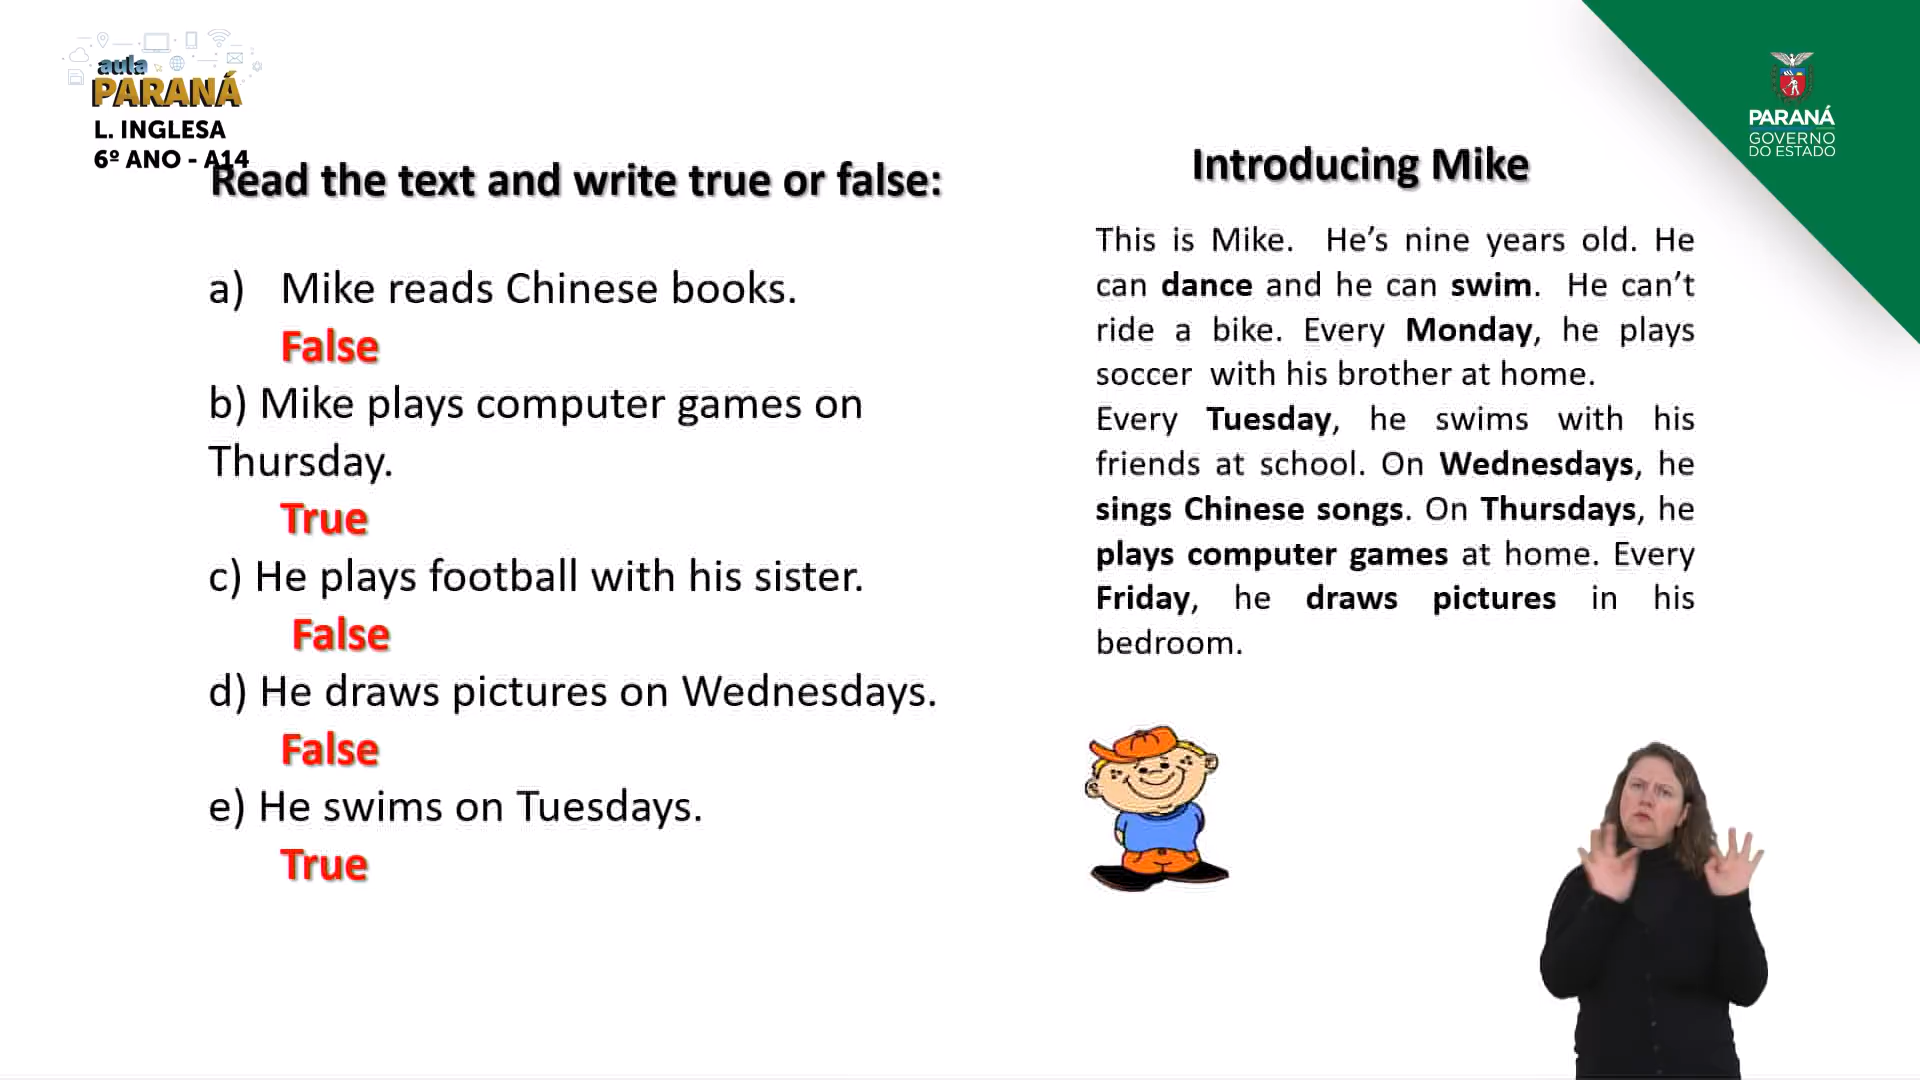 aula
PARANÁ
L. INGLESA
6º ANO - A14
Read the text and write true or false:
a) Mike reads Chinese books.
False
b) Mike plays computer games on
Thursday.
True
c) He plays football with his sister.
False
d) He draws pictures on Wednesdays.
False
e) He swims on Tuesdays.
True
Introducing Mike
This is Mike. He’s nine years old. He
can dance and he can swim. He can’t
ride a bike. Every Monday, he plays
soccer with his brother at home.
Every Tuesday, he swims with his
friends at school. On Wednesdays, he
sings Chinese songs. On Thursdays, he
plays computer games at home. Every
Friday, he draws pictures in his
bedroom.
PARANÁ
GOVERNO
DO ESTADO